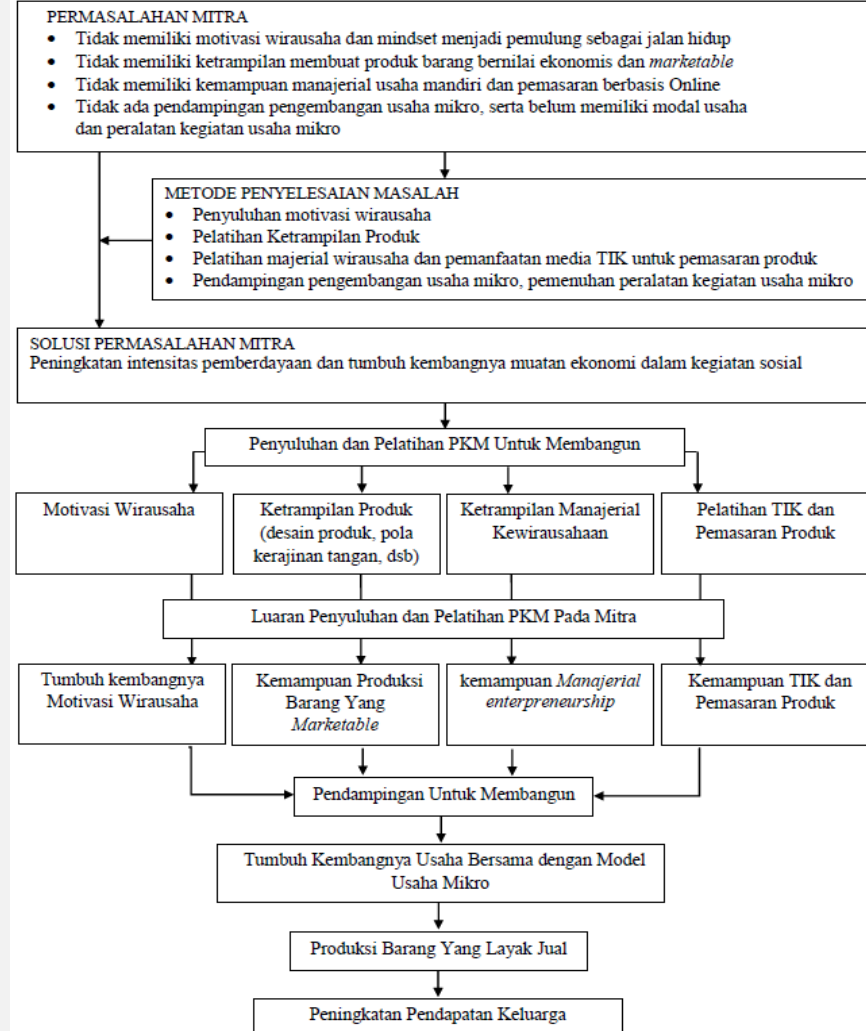 PERMASALAHAN MITRA
• Tidak memiliki motivasi wirausaha dan mindset menjadi pemulung sebagai jalan hidup
• Tidak memiliki ketrampilan membuat produk barang bernilai ekonomis dan marketable
• Tidak memiliki kemampuan manajerial usaha mandiri dan pemasaran berbasis Online
• Tidak ada pendampingan pengembangan usaha mikro, serta belum memiliki modal usaha
dan peralatan kegiatan usaha mikro
METODE PENYELESAIAN MASALAH
• Penyuluhan motivasi wirausaha
• Pelatihan Ketrampilan Produk
• Pelatihan majerial wirausaha dan pemanfaatan media TIK untuk pemasaran produk
• Pendampingan pengembangan usaha mikro, pemenuhan peralatan kegiatan usaha mikro
SOLUSI PERMASALAHAN MITRA
Peningkatan intensitas pemberdayaan dan tumbuh kembangnya muatan ekonomi dalam kegiatan sosial
Penyuluhan dan Pelatihan PKM Untuk Membangun
Motivasi Wirausaha
Ketrampilan Produk
(desain produk, pola
kerajinan tangan, dsb)
Ketrampilan Manajerial
Kewirausahaan
Pelatihan TIK dan
Pemasaran Produk
Luaran Penyuluhan dan Pelatihan PKM Pada Mitra
Tumbuh kembangnya
Motivasi Wirausaha
Kemampuan Produksi
Barang Yang
Marketable
kemampuan Manajerial
enterpreneurship
Kemampuan TIK dan
Pemasaran Produk
Pendampingan Untuk Membangun
Tumbuh Kembangnya Usaha Bersama dengan Model
Usaha Mikro
Produksi Barang Yang Layak Jual
Peningkatan Pendapatan Keluarga